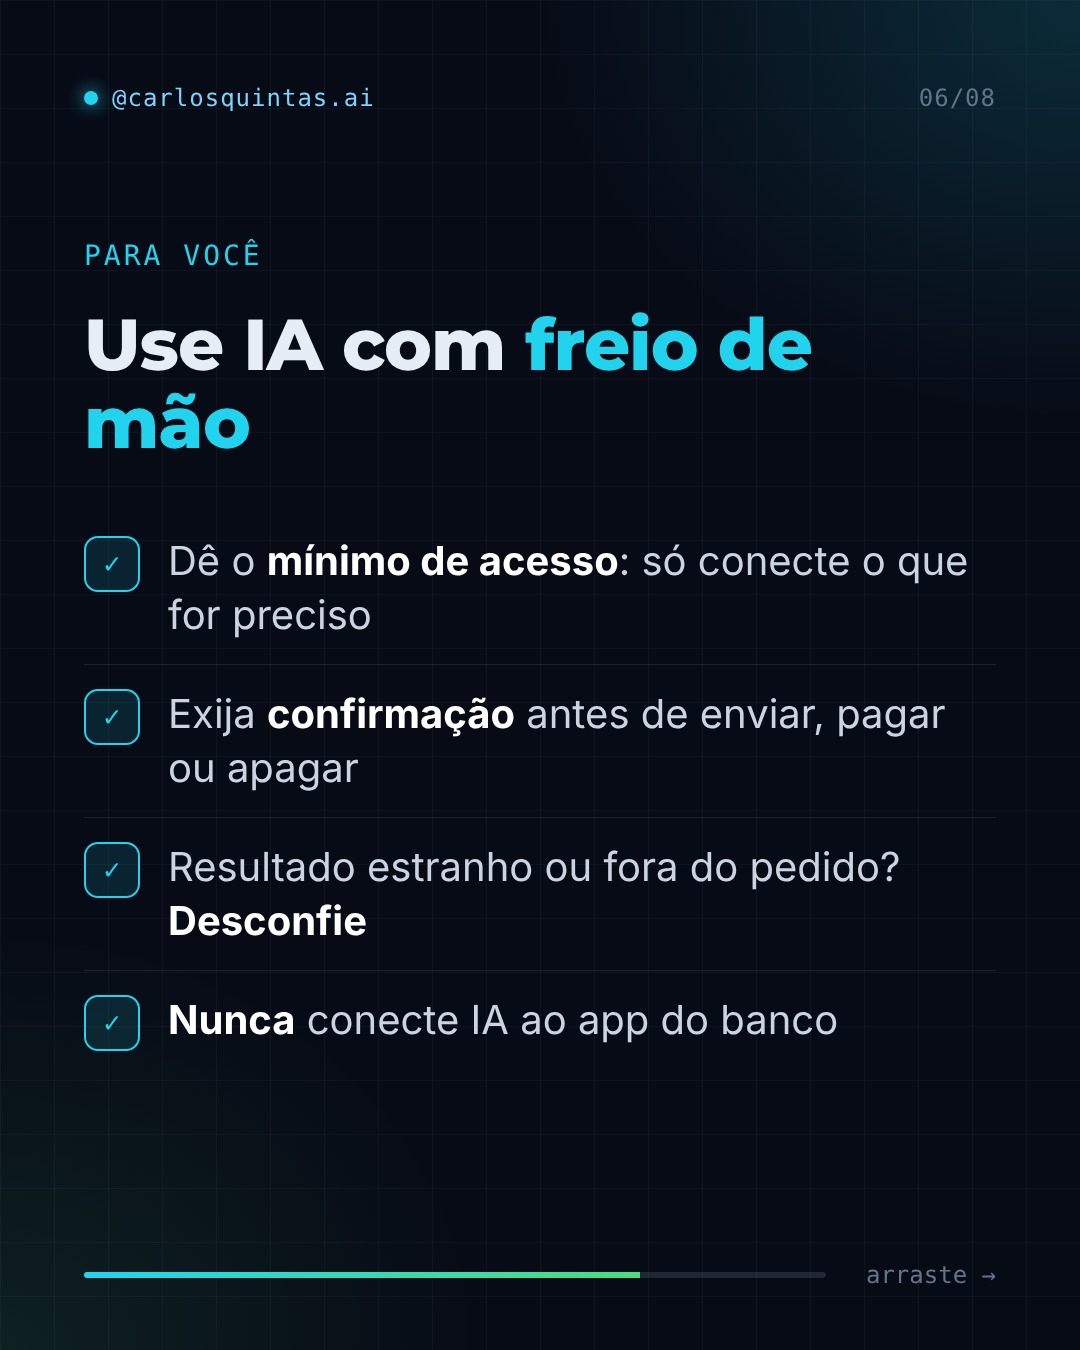 @carlosquintas.ai
06/08
PARA VOCÊ
Use IA com freio de
mão
✓ Dê o mínimo de acesso: só conecte o que
for preciso
✓ Exija confirmação antes de enviar, pagar
ou apagar
✓ Resultado estranho ou fora do pedido?
Desconfie
✓ Nunca conecte IA ao app do banco
arraste →